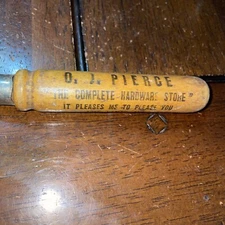 O. J. PIERCE
"THE COMPLETE HARDWARE STORE"
IT PLEASES ME TO PLEASE YOU